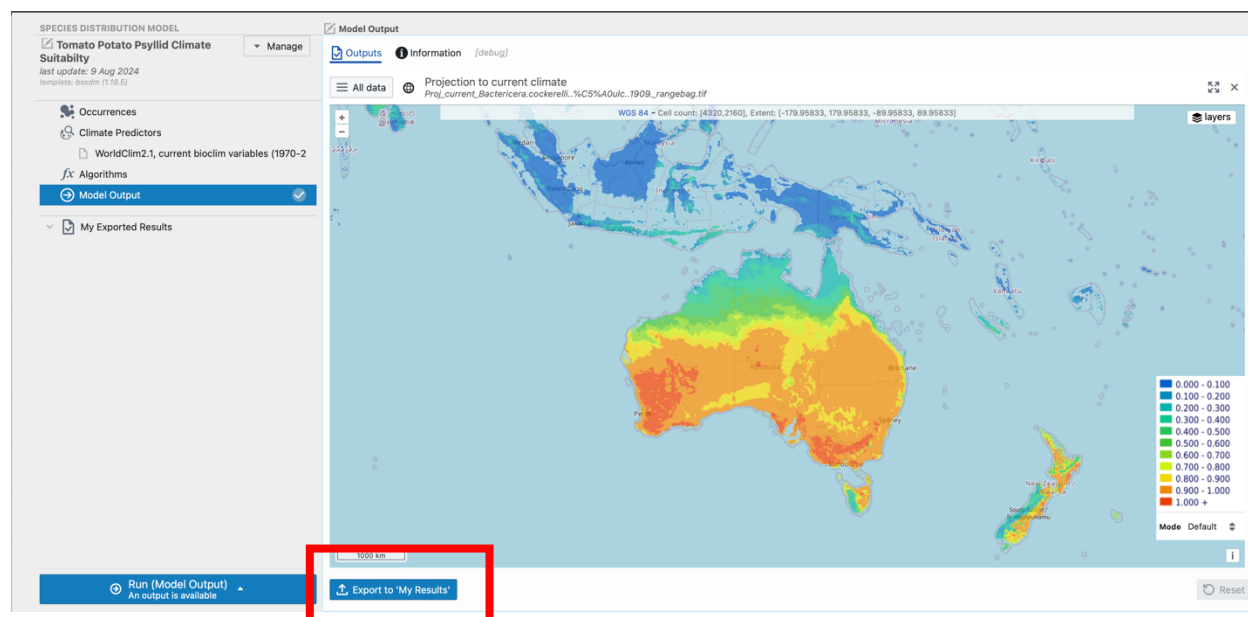 SPECIES DISTRIBUTION MODEL
Tomato Potato Psyllid Climate
Suitabilty
Manage
last update: 9 Aug 2024
template: bssdm (1.18.5)
Occurrences
Climate Predictors
WorldClim2.1, current bioclim variables (1970-2
Algorithms
Model Output
My Exported Results
Run (Model Output)
An output is available
Model Output
Outputs
Information
[debug]
All data
Projection to current climate
Proj_current_Bactericera.cockerelli..%C5%A0ulc..1909._rangebag.tif
WGS 84 - Cell count: [4320,2160], Extent: [-179.95833, 179.95833, -89.95833, 89.95833]
+
−
layers
Medan
Malaysia
Singapore
Borneo
Palembang
Micronesia
Kiribati
Vanuatu
Australia
Brisbane
Perth
Sydney
Melbourne
1000 km
0.000 - 0.100
0.100 - 0.200
0.200 - 0.300
0.300 - 0.400
0.400 - 0.500
0.500 - 0.600
0.600 - 0.700
0.700 - 0.800
0.800 - 0.900
0.900 - 1.000
1.000 +
Mode Default
i
Export to 'My Results'
Reset